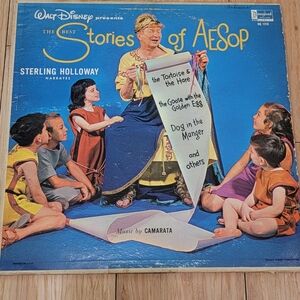 WALT DISNEY presents
THE BEST
Stories of AESOP
STERLING HOLLOWAY
NARRATES
the Tortoise &
the Hare
the Goose with the
Golden Egg
Dog in the
Manger
and
others
Music by CAMARATA